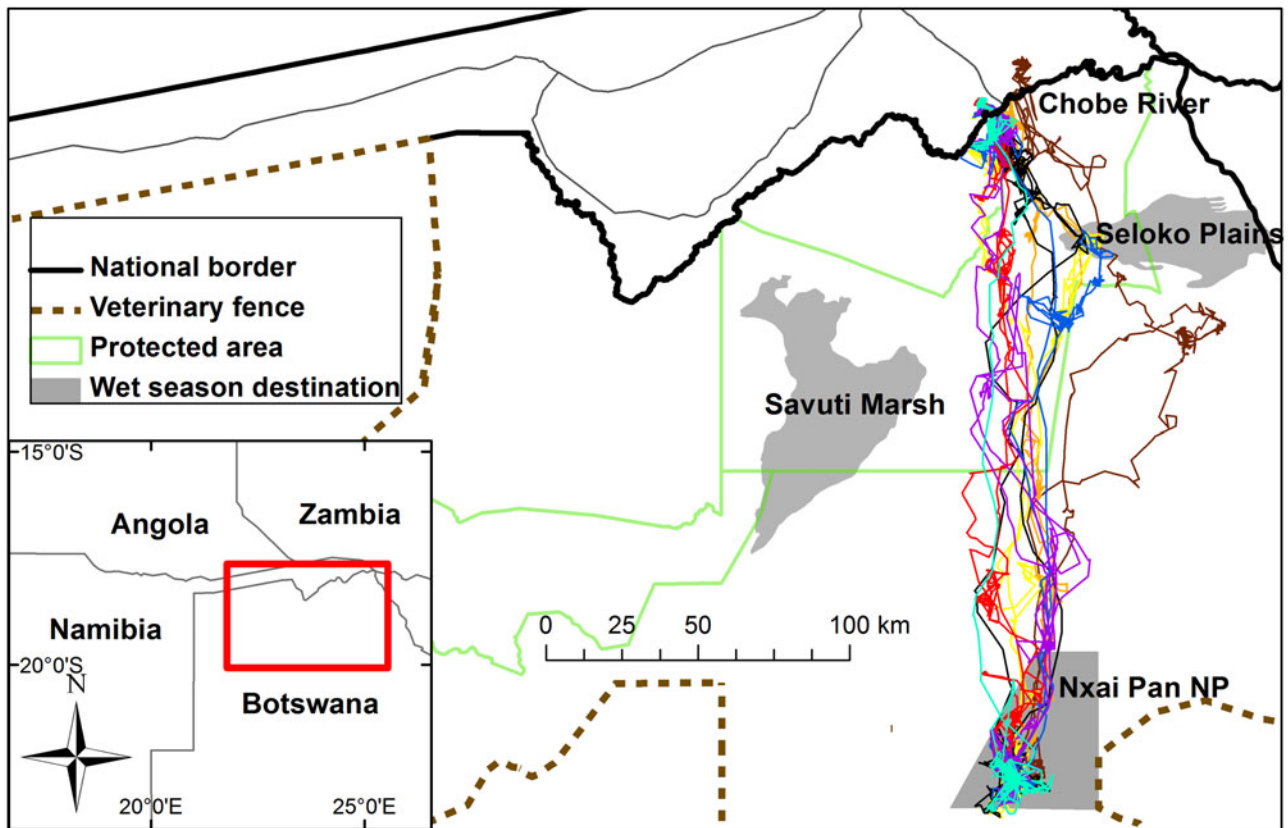 Chobe River
Seloko Plains
National border
Veterinary fence
Protected area
Wet season destination
Savuti Marsh
15°0'S
Angola
Zambia
Namibia
20°0'S
Botswana
N
20°0'E
25°0'E
0 25 50 100 km
Nxai Pan NP